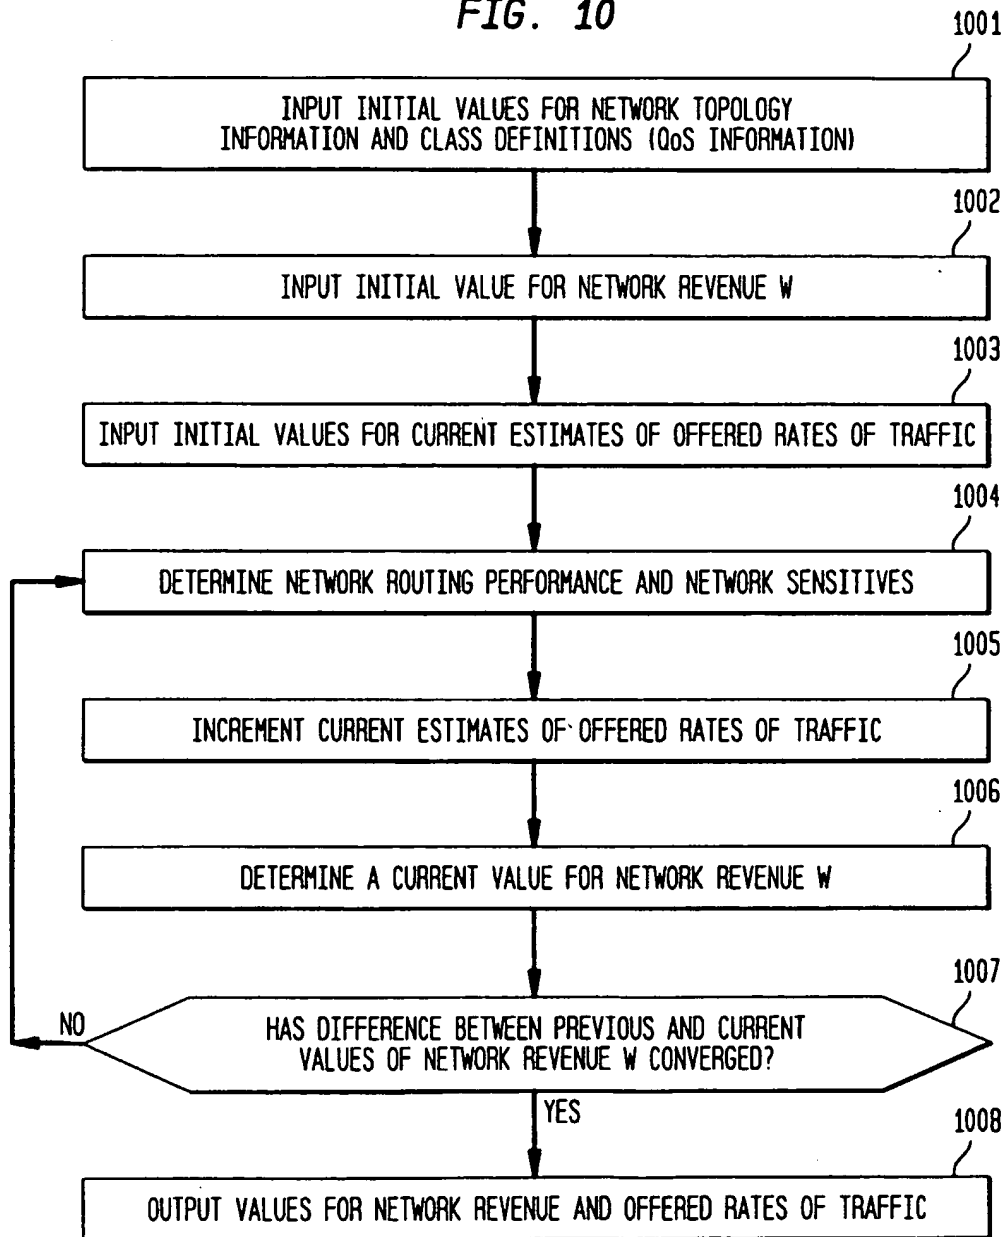 FIG. 10
1001
INPUT INITIAL VALUES FOR NETWORK TOPOLOGY
INFORMATION AND CLASS DEFINITIONS (QoS INFORMATION)
1002
INPUT INITIAL VALUE FOR NETWORK REVENUE W
1003
INPUT INITIAL VALUES FOR CURRENT ESTIMATES OF OFFERED RATES OF TRAFFIC
1004
DETERMINE NETWORK ROUTING PERFORMANCE AND NETWORK SENSITIVES
1005
INCREMENT CURRENT ESTIMATES OF OFFERED RATES OF TRAFFIC
1006
DETERMINE A CURRENT VALUE FOR NETWORK REVENUE W
1007
NO
HAS DIFFERENCE BETWEEN PREVIOUS AND CURRENT
VALUES OF NETWORK REVENUE W CONVERGED?
YES
1008
OUTPUT VALUES FOR NETWORK REVENUE AND OFFERED RATES OF TRAFFIC